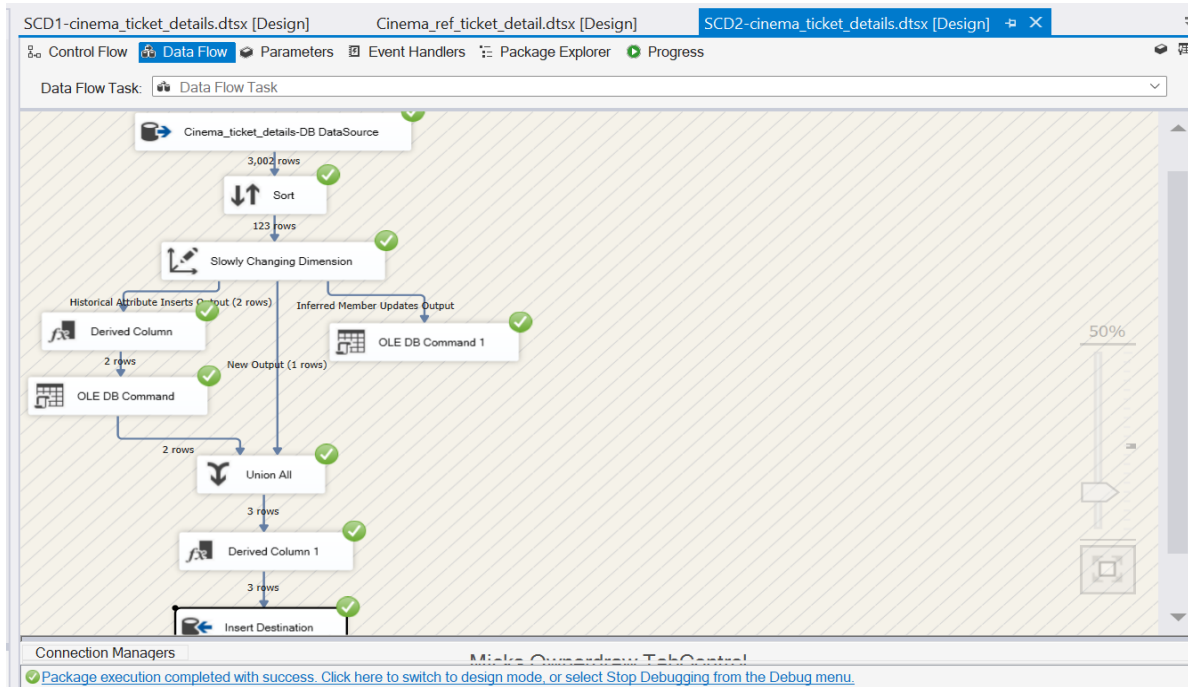 SCD1-cinema_ticket_details.dtsx [Design] Cinema_ref_ticket_detail.dtsx [Design] SCD2-cinema_ticket_details.dtsx [Design]
Control Flow Data Flow Parameters Event Handlers Package Explorer Progress
Data Flow Task: Data Flow Task
Cinema_ticket_details-DB DataSource
3,002 rows
Sort
123 rows
Slowly Changing Dimension
Historical Attribute Inserts Output (2 rows) Inferred Member Updates Output
Derived Column
OLE DB Command 1
50%
2 rows
New Output (1 rows)
OLE DB Command
2 rows
Union All
3 rows
Derived Column 1
3 rows
Insert Destination
Connection Managers
Micks Ownerdraw TabControl
Package execution completed with success. Click here to switch to design mode, or select Stop Debugging from the Debug menu.